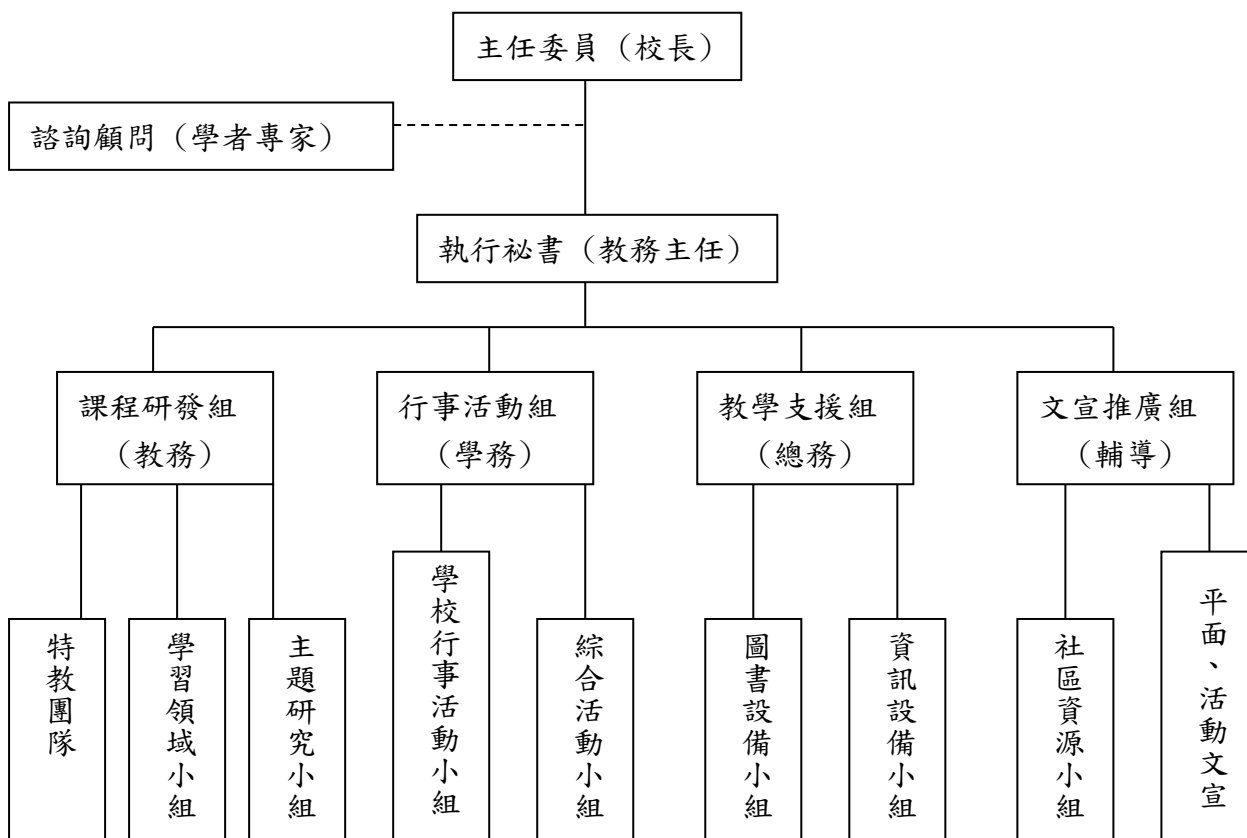 主任委員（校長）
諮詢顧問（學者專家）
執行祕書（教務主任）
課程研發組
（教務）
行事活動組
（學務）
教學支援組
（總務）
文宣推廣組
（輔導）
特教團隊
學習領域小組
主題研究小組
學校行事活動小組
綜合活動小組
圖書設備小組
資訊設備小組
社區資源小組
平面、活動文宣